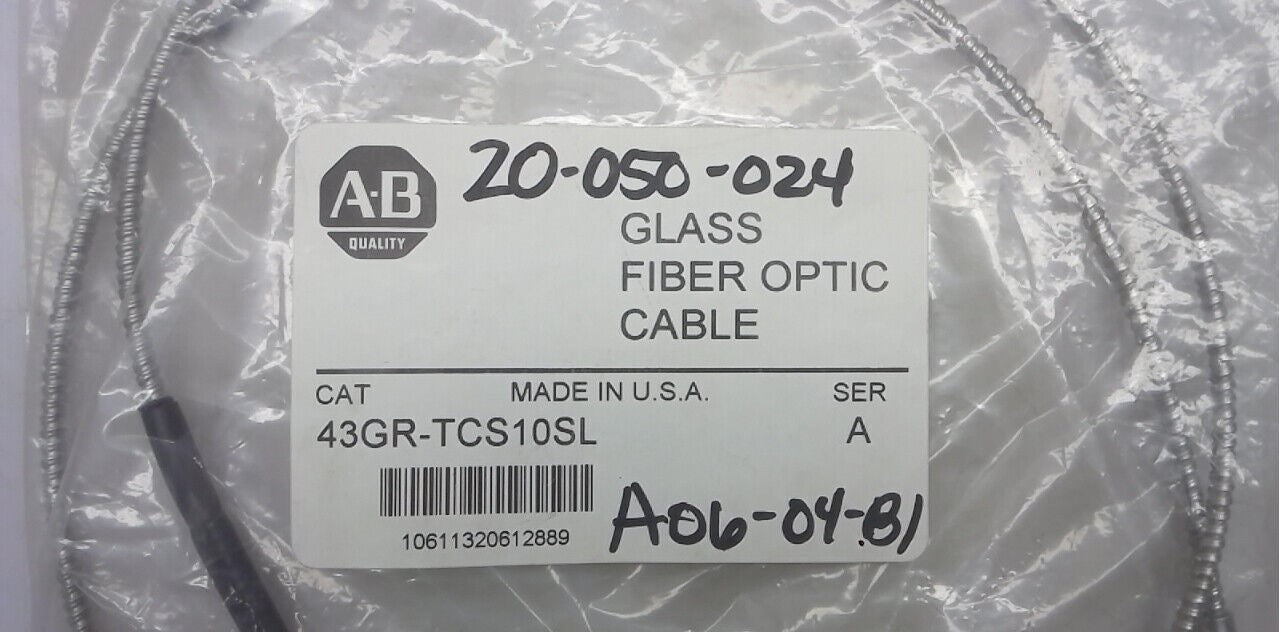 A-B
QUALITY
20-050-024
GLASS
FIBER OPTIC
CABLE
CAT MADE IN U.S.A. SER
43GR-TCS10SL A
10611320612889
A06-04-B1